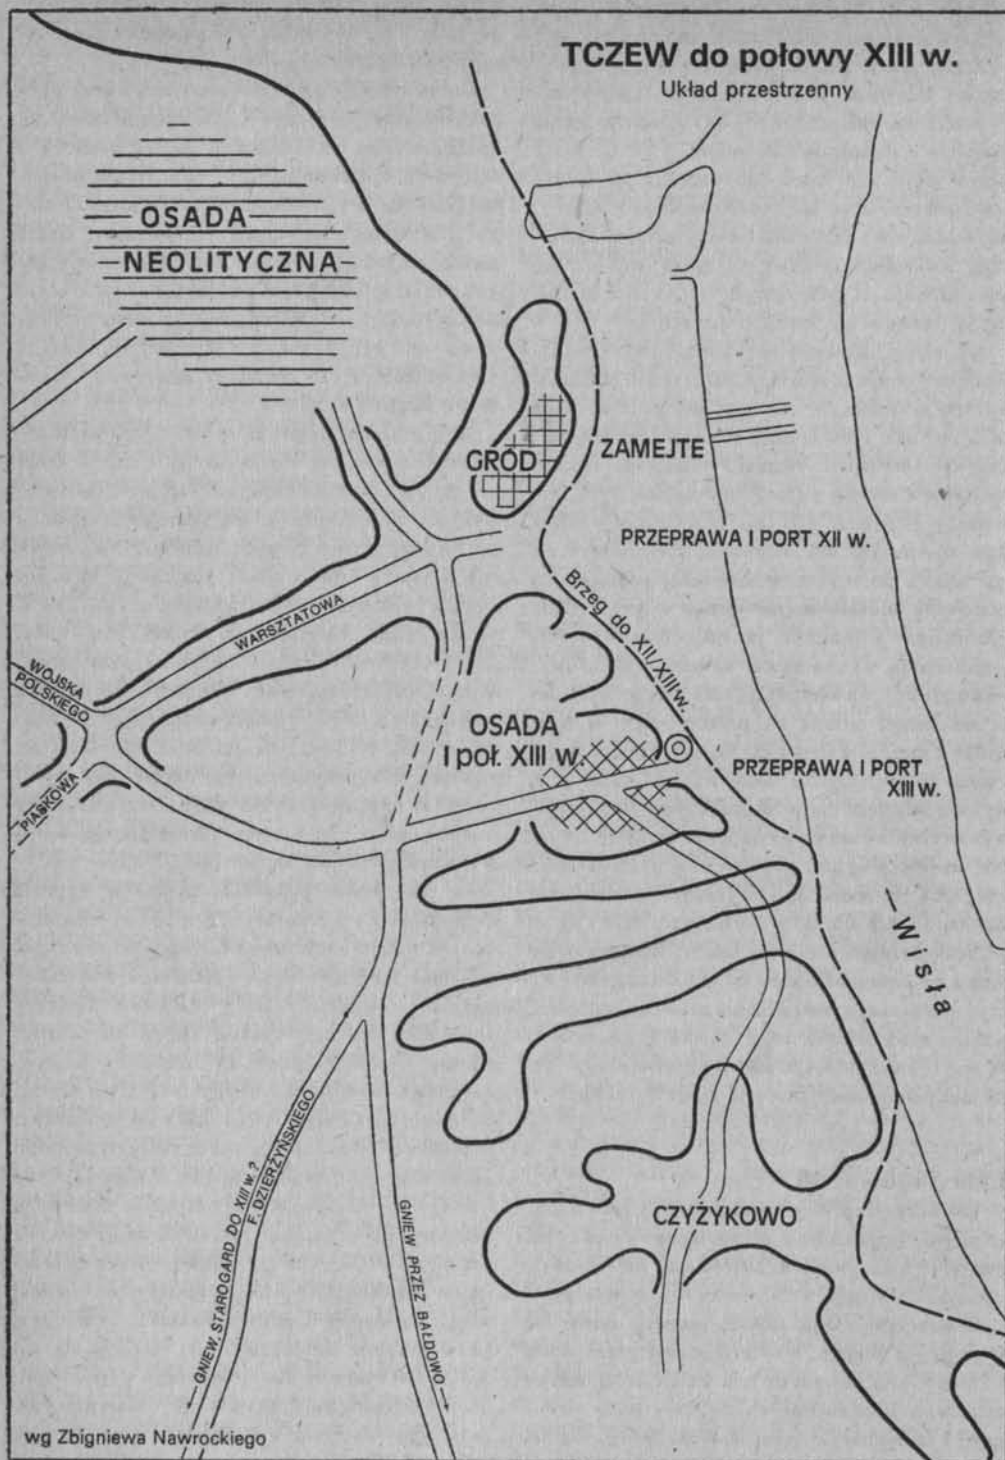 TCZEW do połowy XIII w.
Układ przestrzenny
OSADA
NEOLITYCZNA
GRÓD
ZAMEJTE
PRZEPRAWA I PORT XII w.
Brzeg do XII/XIII w.
WARSZTATOWA
WOJSKA
POLSKIEGO
PIASKOWA
OSADA
I poł. XIII w.
PRZEPRAWA I PORT
XIII w.
Wisła
CZYŻYKOWO
GNIEW STAROGARD DO XIII w.?
F. DZIERŻYŃSKIEGO
GNIEW PRZEZ BAŁDOWO
wg Zbigniewa Nawrockiego